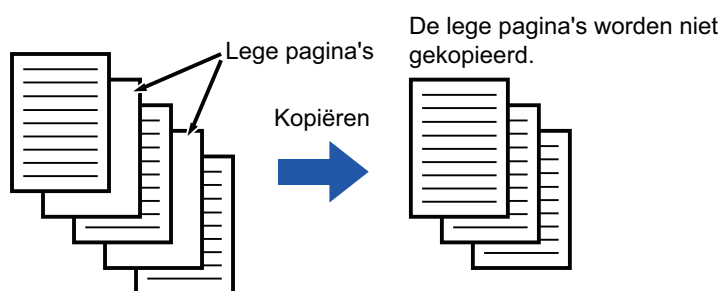 Lege pagina's
Kopiëren
De lege pagina's worden niet
gekopieerd.